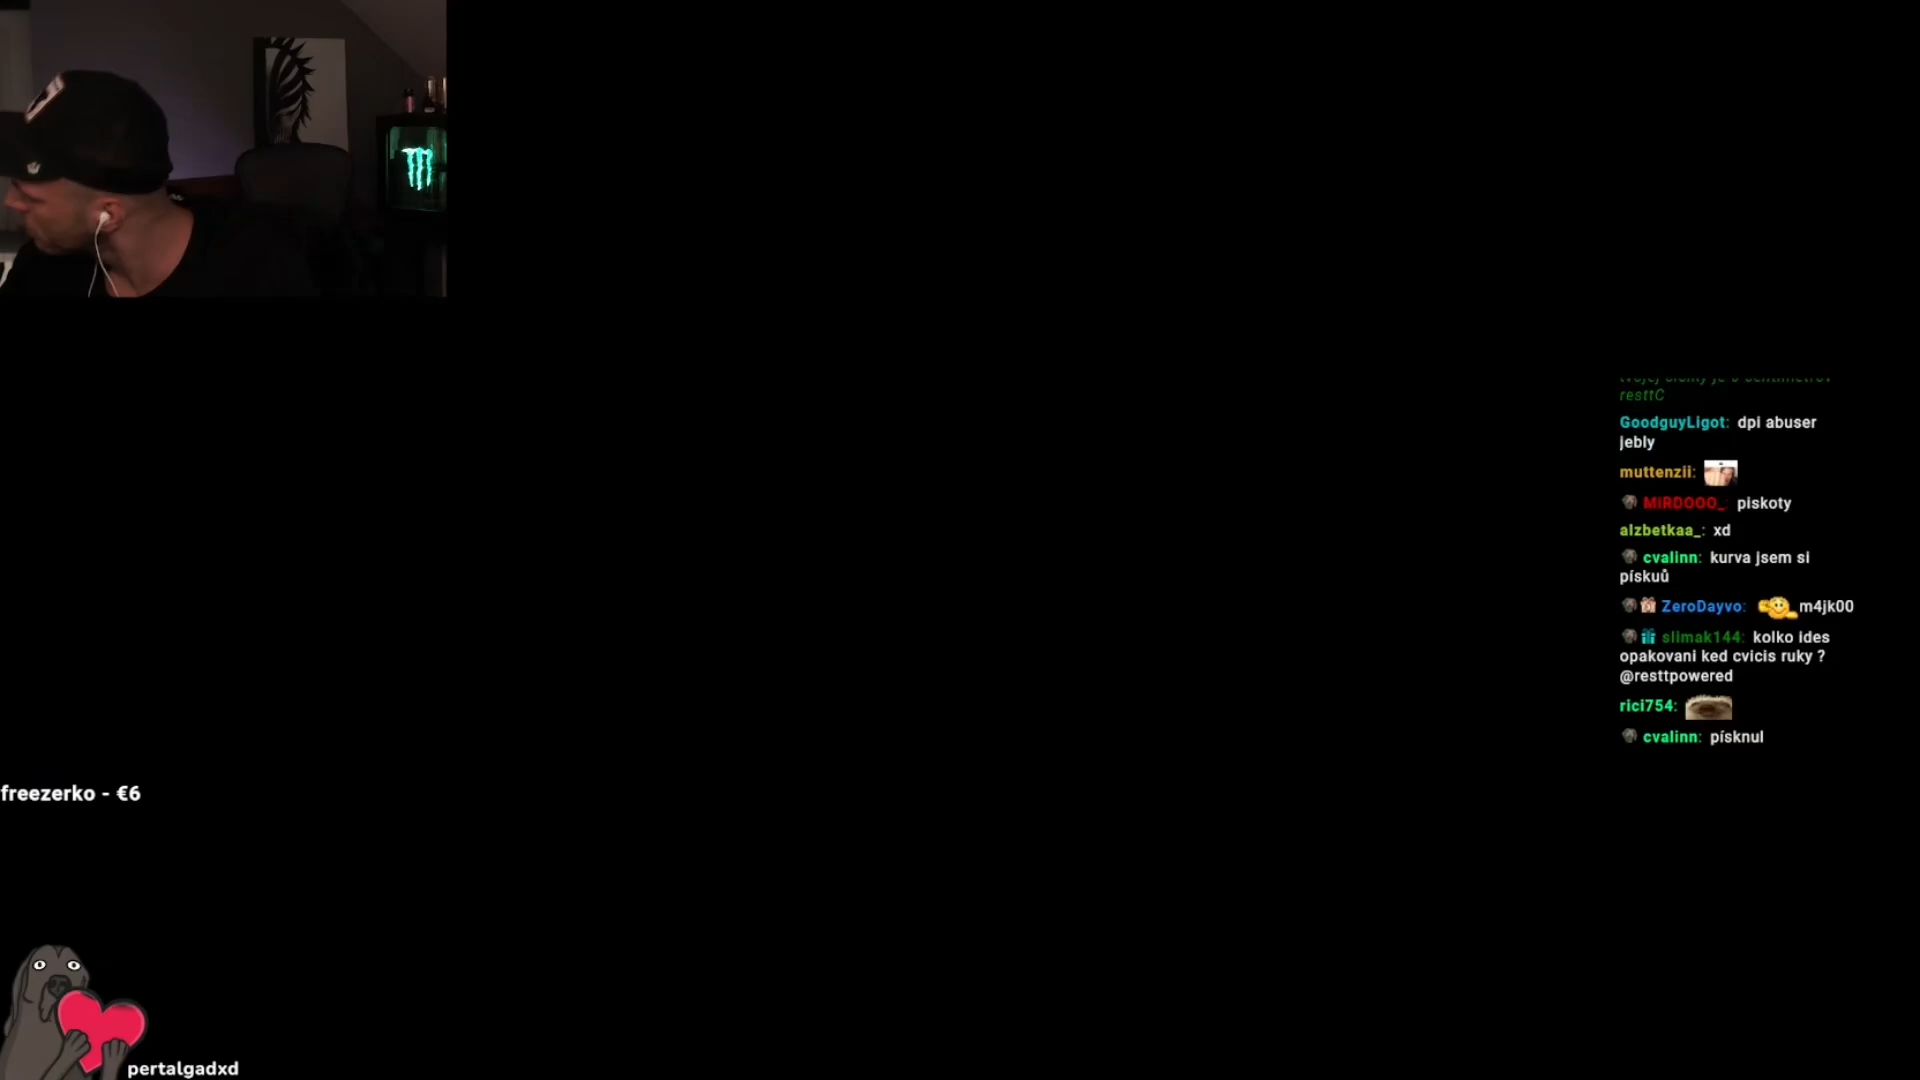 resttC
GoodguyLigot: dpi abuser
jebly
muttenzii:
MiRDOOO_: piskoty
alzbetkaa_: xd
cvalinn: kurva jsem si
pískuů
ZeroDayvo: m4jk00
slimak144: kolko ides
opakovani ked cvicis ruky ?
@resttpowered
rici754:
cvalinn: písknul
freezerko - €6
pertalgadxd